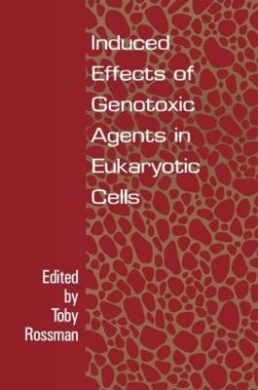 Induced
Effects of
Genotoxic
Agents in
Eukaryotic
Cells
Edited
by
Toby
Rossman